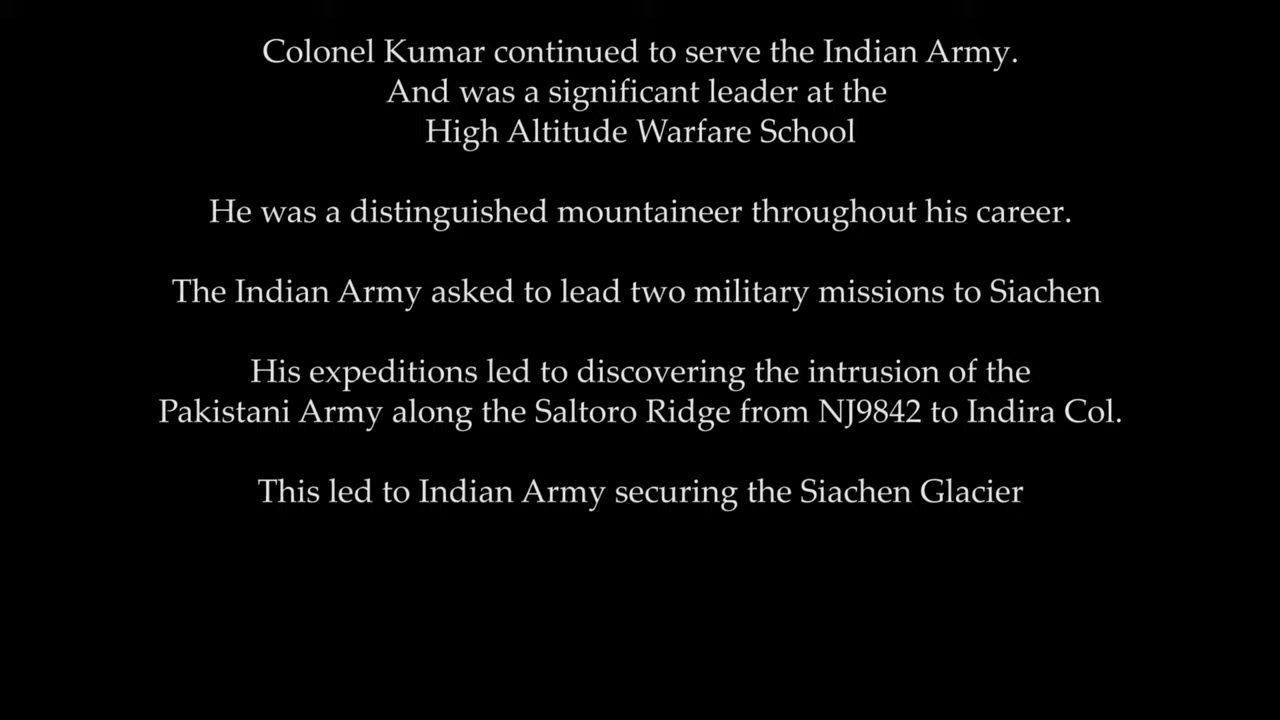 Colonel Kumar continued to serve the Indian Army.
And was a significant leader at the
High Altitude Warfare School
He was a distinguished mountaineer throughout his career.
The Indian Army asked to lead two military missions to Siachen
His expeditions led to discovering the intrusion of the
Pakistani Army along the Saltoro Ridge from NJ9842 to Indira Col.
This led to Indian Army securing the Siachen Glacier